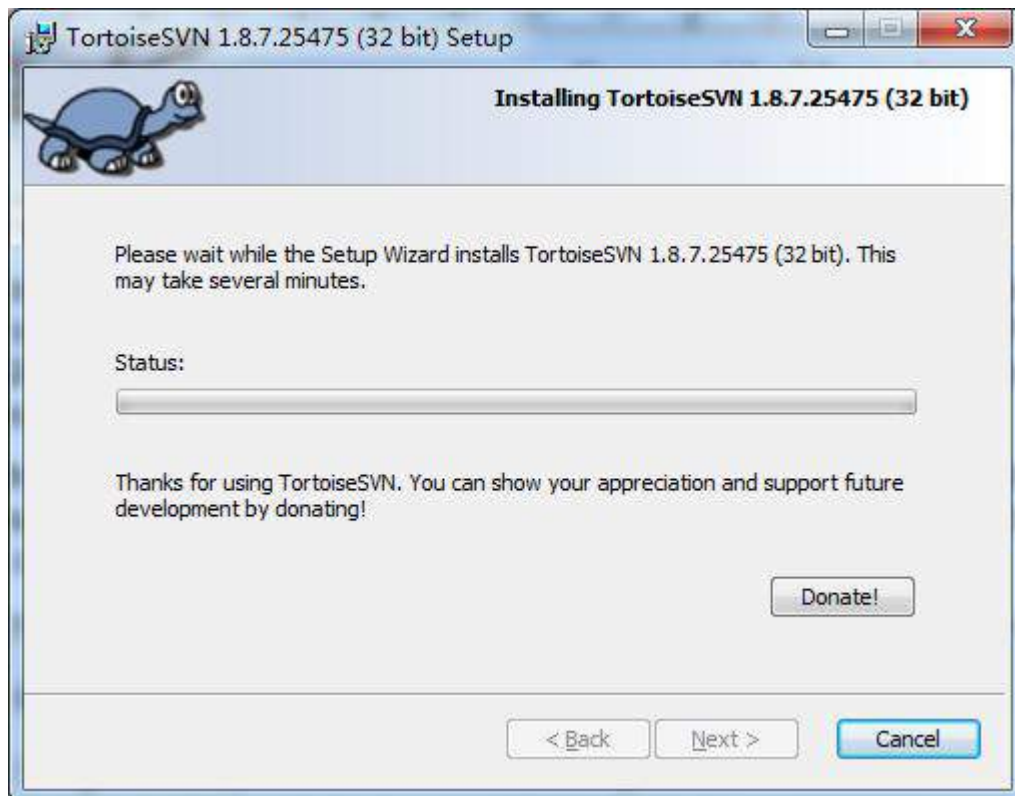 TortoiseSVN 1.8.7.25475 (32 bit) Setup
Installing TortoiseSVN 1.8.7.25475 (32 bit)
Please wait while the Setup Wizard installs TortoiseSVN 1.8.7.25475 (32 bit). This
may take several minutes.
Status:
Thanks for using TortoiseSVN. You can show your appreciation and support future
development by donating!
Donate!
< Back Next > Cancel